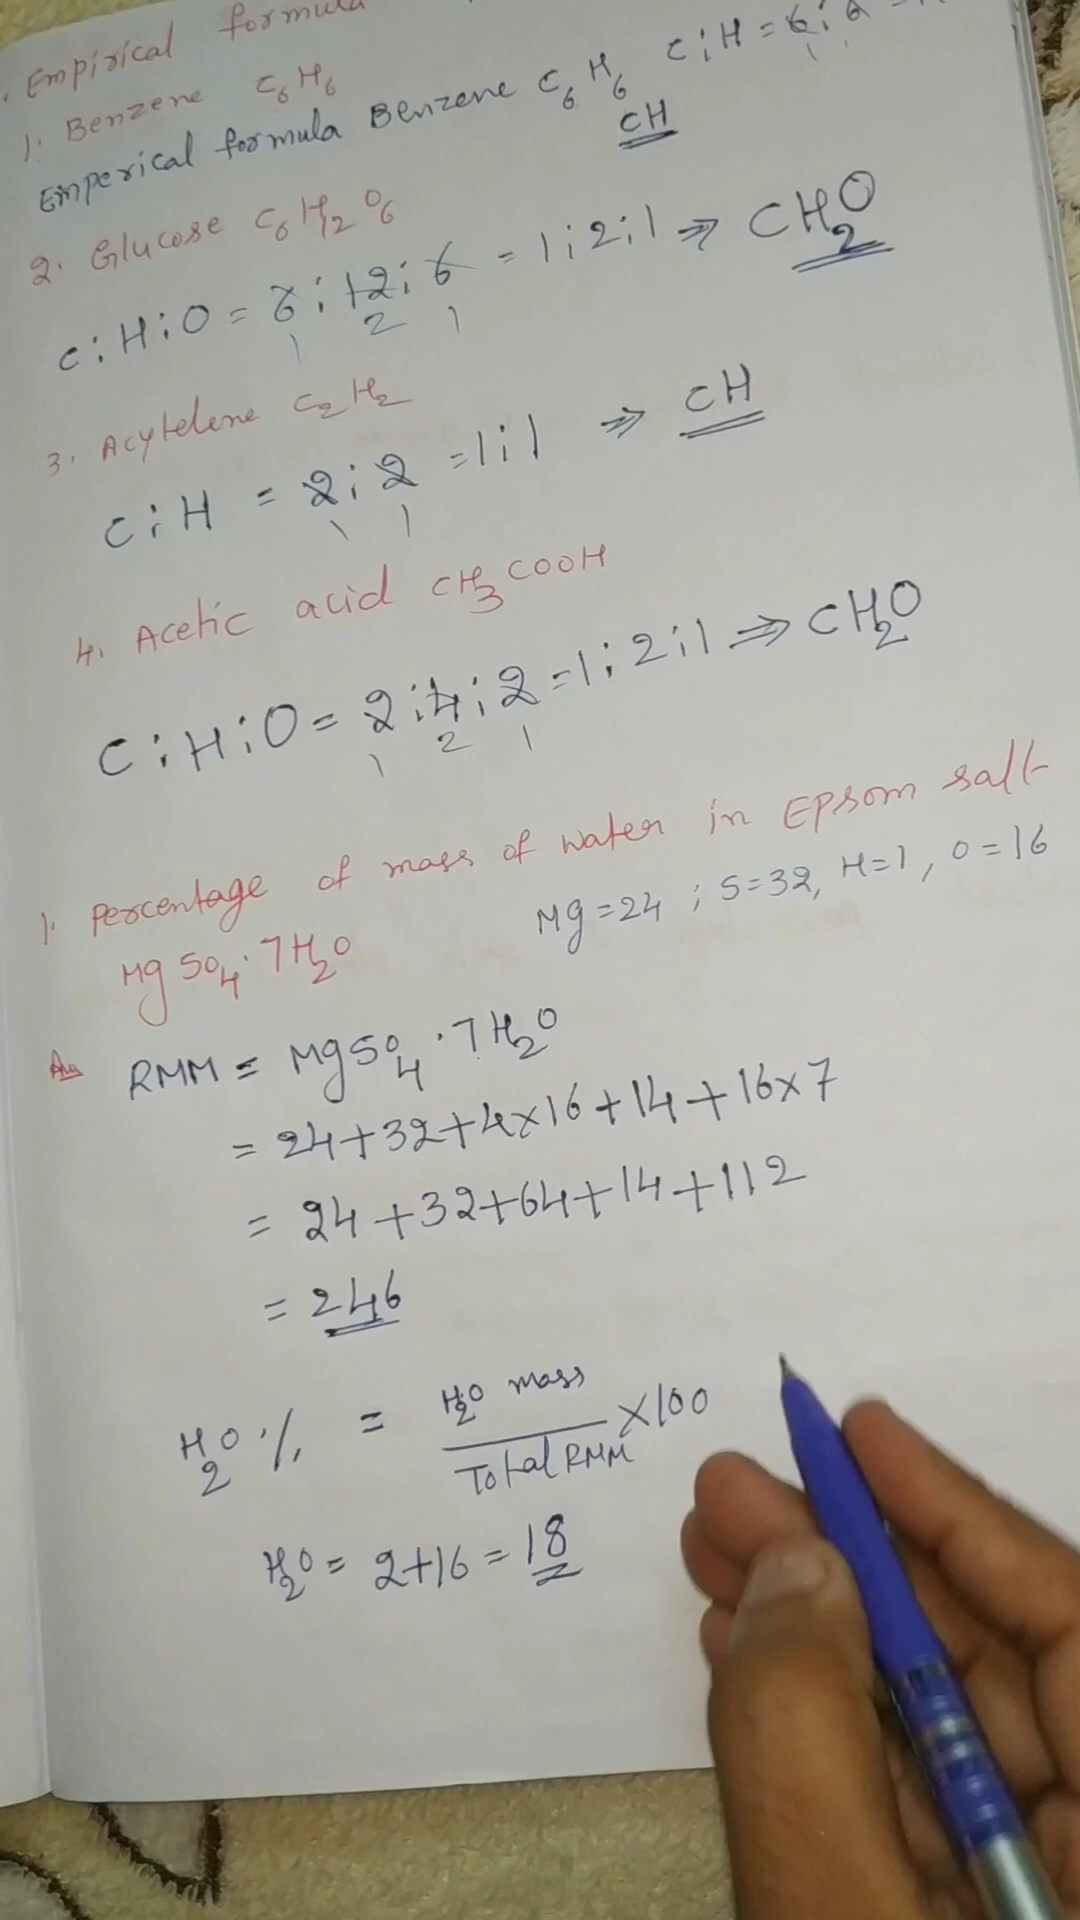 Empirical formula
1. Benzene C6H6
Emperical formula Benzene C6H6 C:H = 6:6
1 1
CH
2. Glucose C6H12O6
C:H:O = 6:12:6 = 1:2:1 ⇒ CH2O
1 2 1
3. Acytelene C2H2
C:H = 2:2 = 1:1 ⇒ CH
1 1
4. Acetic acid CH3COOH
C:H:O = 2:4:2 = 1:2:1 ⇒ CH2O
1 2 1
1. Percentage of mass of water in Epsom salt
MgSO4.7H2O Mg=24; S=32, H=1, O=16
Ans RMM = MgSO4.7H2O
= 24+32+4×16+14+16×7
= 24+32+64+14+112
= 246
H2O % = H2O mass / Total RMM ×100
H2O = 2+16 = 18